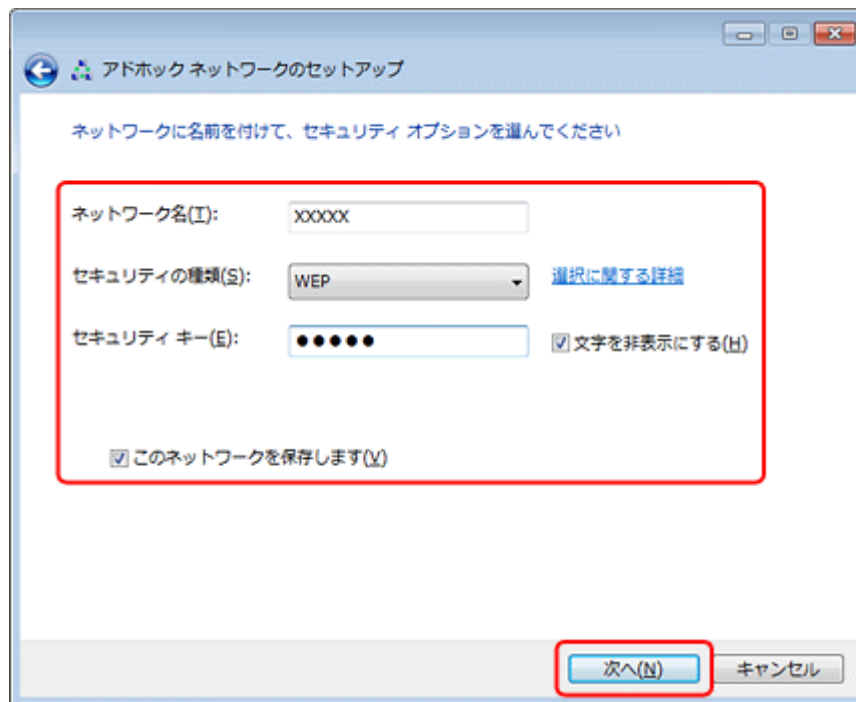 アドホック ネットワークのセットアップ
ネットワークに名前を付けて、セキュリティ オプションを選んでください
ネットワーク名(T): XXXXX
セキュリティの種類(S): WEP 選択に関する詳細
セキュリティ キー(E): ●●●●● 文字を非表示にする(H)
このネットワークを保存します(V)
次へ(N) キャンセル